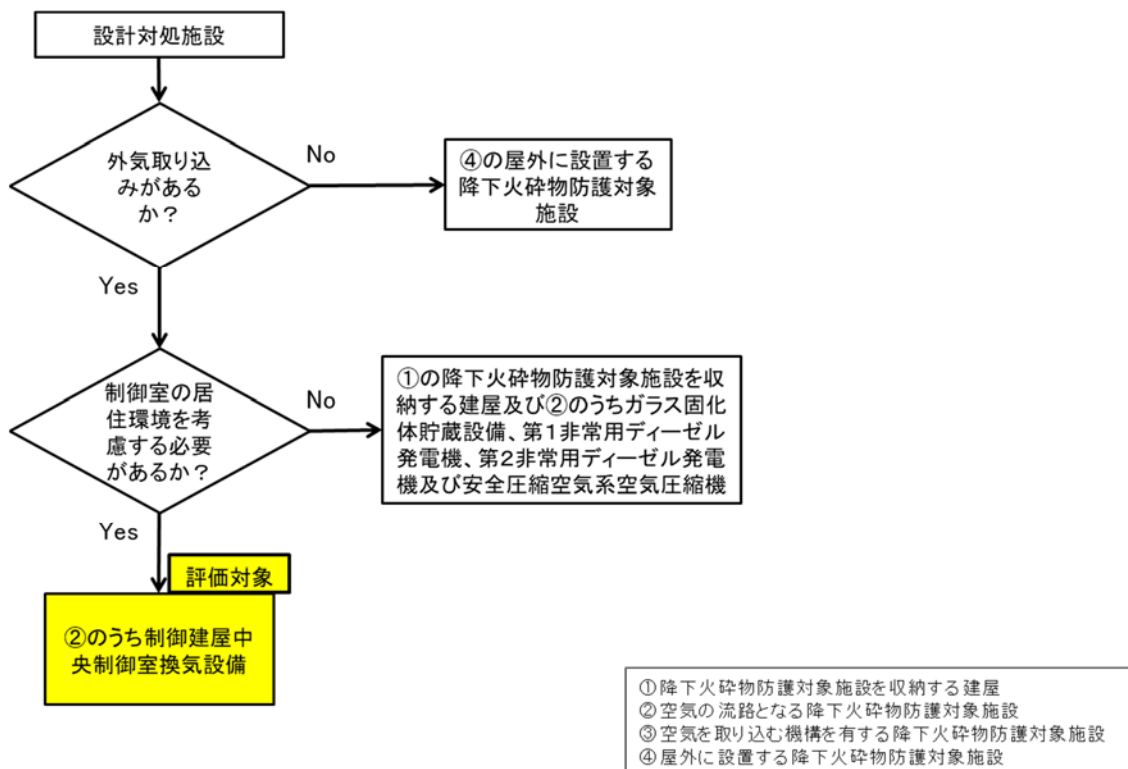 設計対処施設
外気取り込
みがある
か？
No
④の屋外に設置する
降下火砕物防護対象
施設
Yes
制御室の居
住環境を考
慮する必要
があるか？
No
①の降下火砕物防護対象施設を収
納する建屋及び②のうちガラス固化
体貯蔵設備、第１非常用ディーゼル
発電機、第２非常用ディーゼル発電
機及び安全圧縮空気系空気圧縮機
Yes
評価対象
②のうち制御建屋中
央制御室換気設備
①降下火砕物防護対象施設を収納する建屋
②空気の流路となる降下火砕物防護対象施設
③空気を取り込む機構を有する降下火砕物防護対象施設
④屋外に設置する降下火砕物防護対象施設